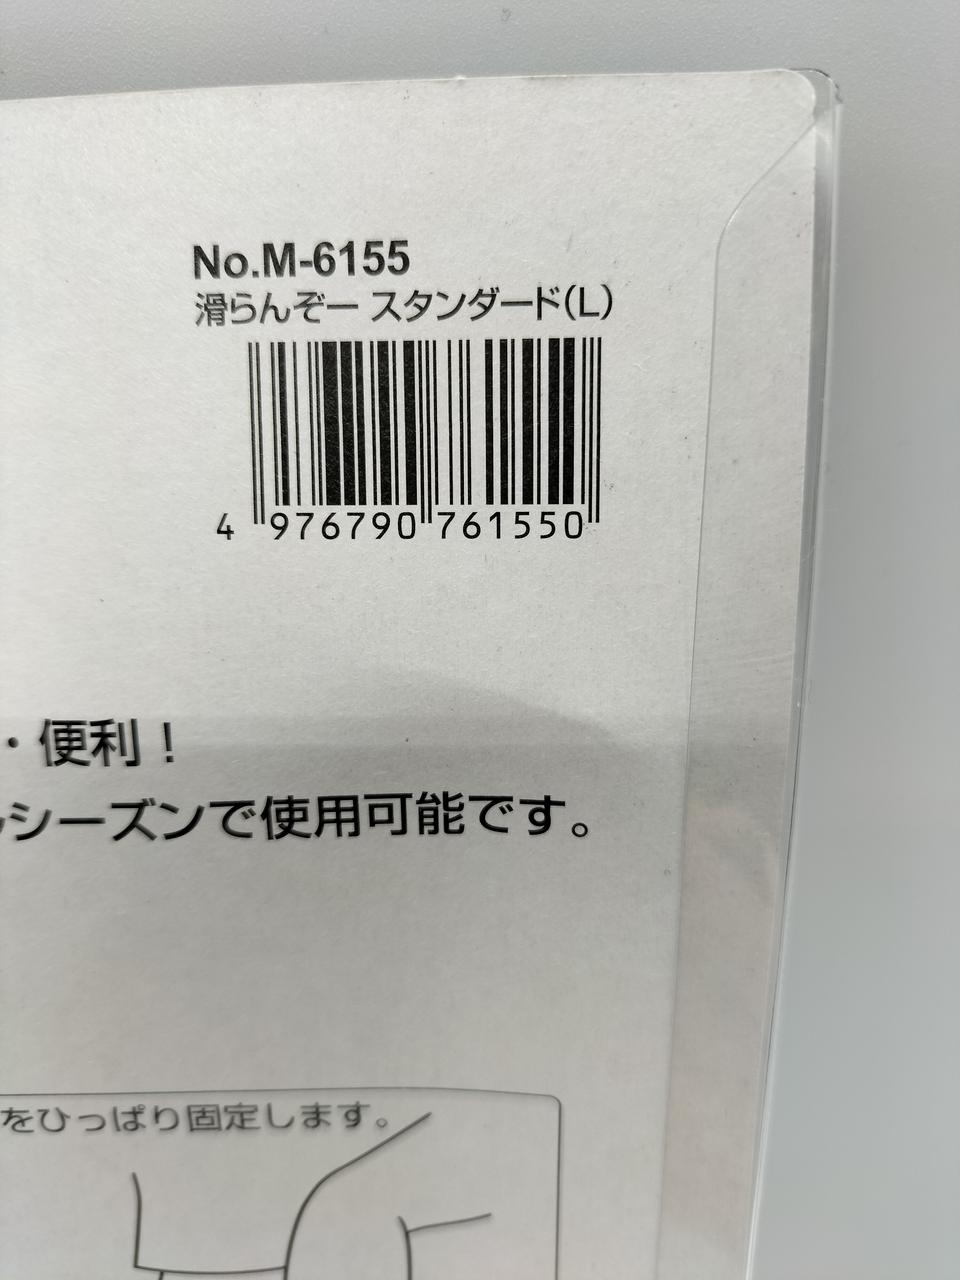 No.M-6155
滑らんぞー スタンダード(L)
4 976790 761550
・便利！
シーズンで使用可能です。
をひっぱり固定します。